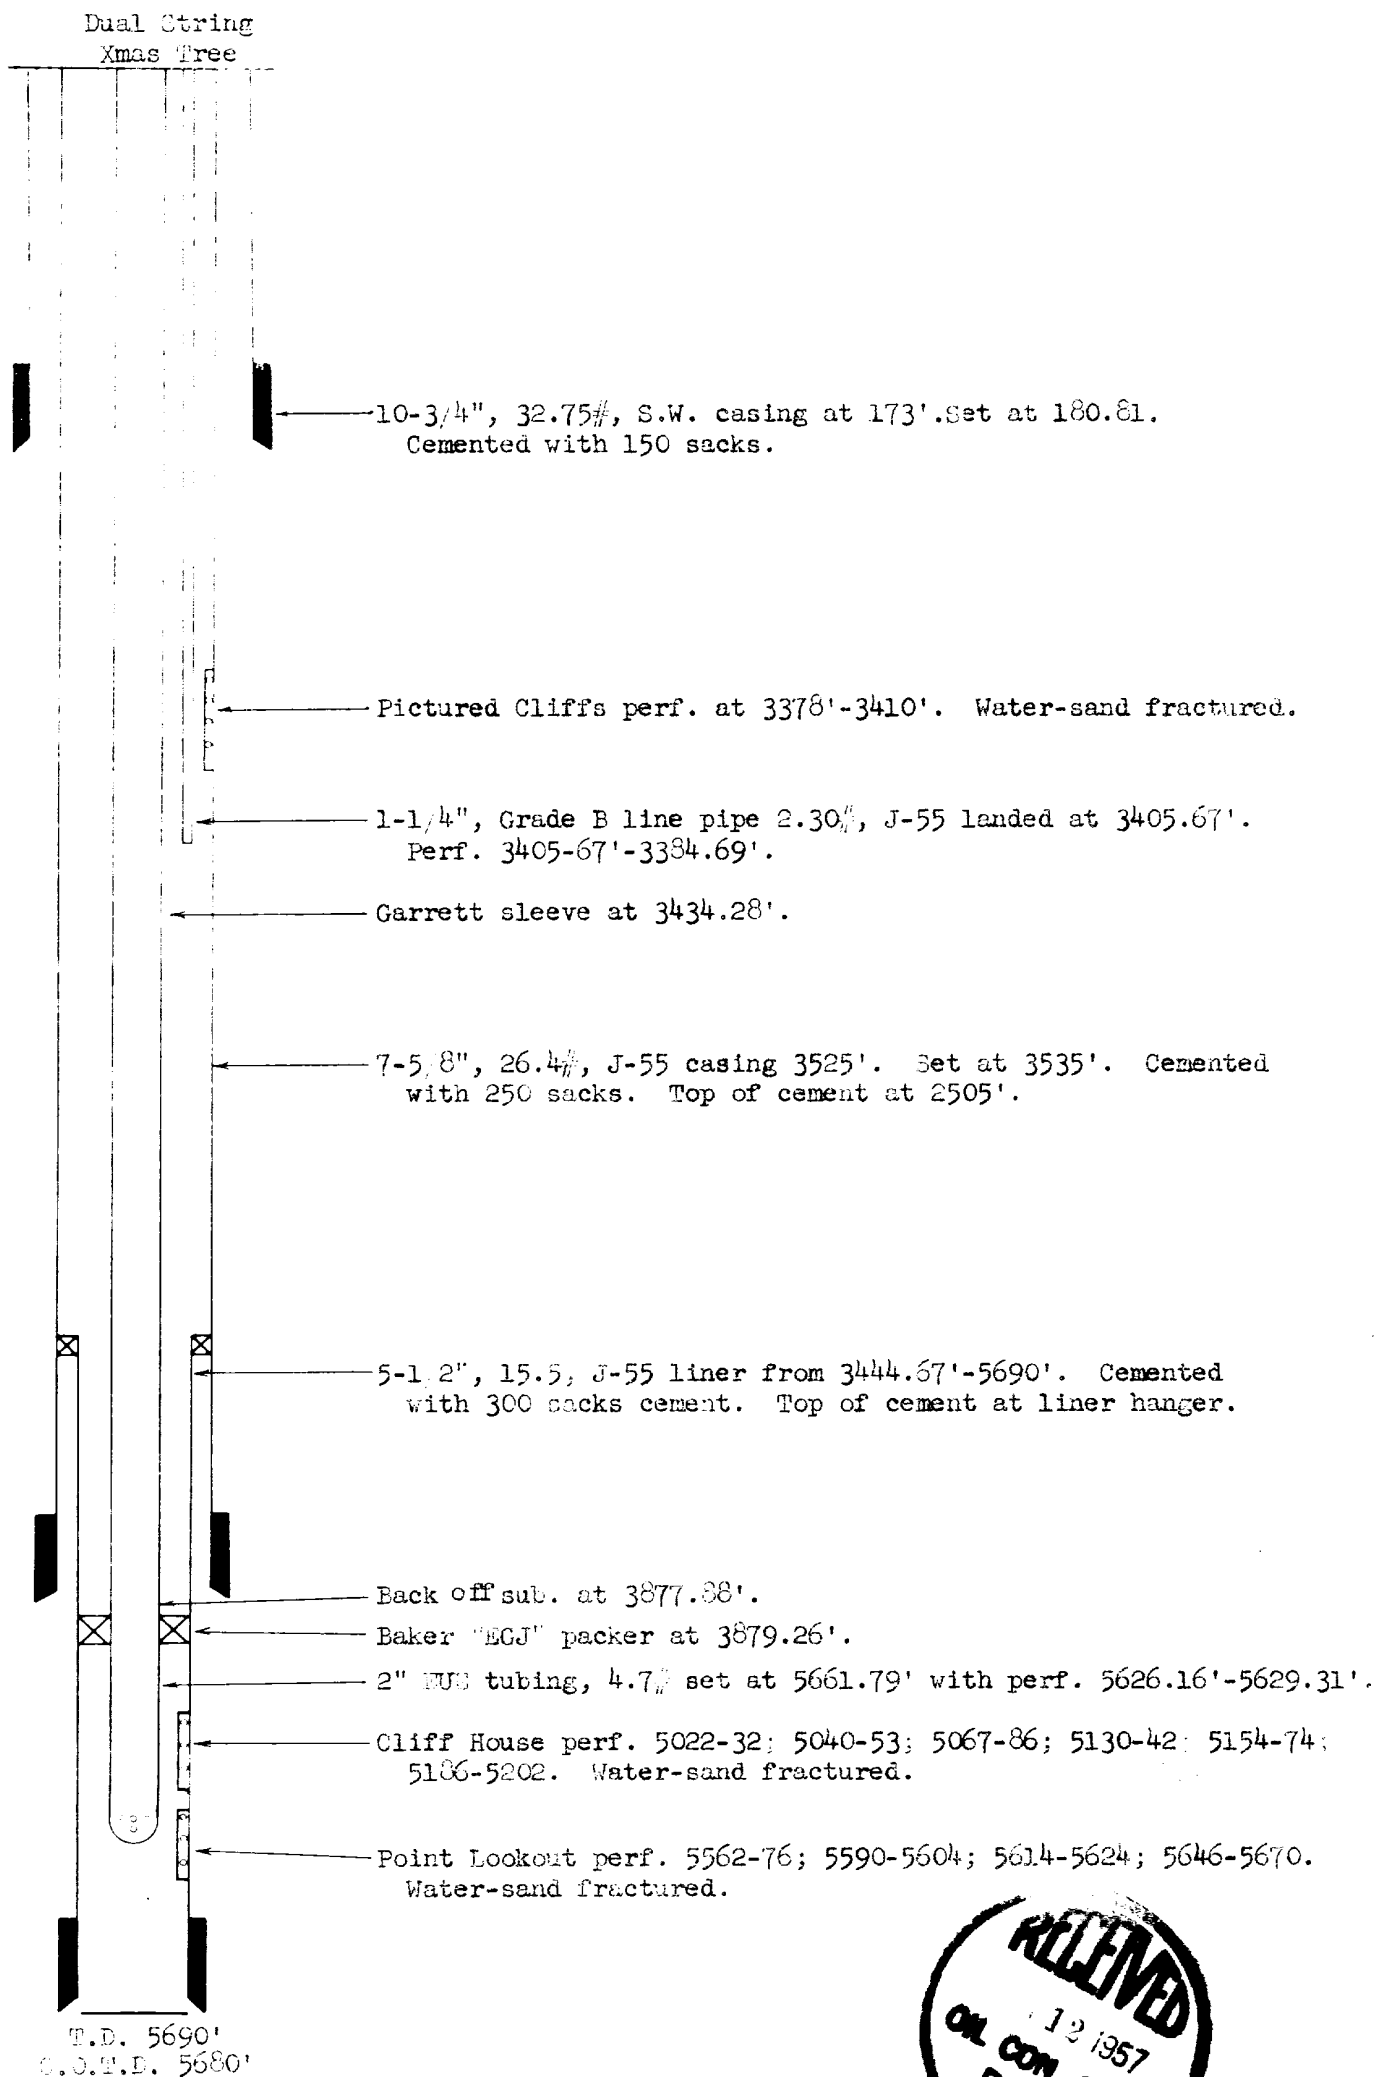 Dual String
Xmas Tree
10-3/4", 32.75#, S.W. casing at 173'.Set at 180.81.
Cemented with 150 sacks.
Pictured Cliffs perf. at 3378'-3410'. Water-sand fractured.
1-1/4", Grade B line pipe 2.30#, J-55 landed at 3405.67'.
Perf. 3405-67'-3384.69'.
Garrett sleeve at 3434.28'.
7-5/8", 26.4#, J-55 casing 3525'. Set at 3535'. Cemented
with 250 sacks. Top of cement at 2505'.
5-1 2", 15.5, J-55 liner from 3444.67'-5690'. Cemented
with 300 sacks cement. Top of cement at liner hanger.
Back off sub. at 3877.88'.
Baker "EGJ" packer at 3879.26'.
2" EUE tubing, 4.7# set at 5661.79' with perf. 5626.16'-5629.31'.
Cliff House perf. 5022-32; 5040-53; 5067-86; 5130-42; 5154-74;
5186-5202. Water-sand fractured.
Point Lookout perf. 5562-76; 5590-5604; 5614-5624; 5646-5670.
Water-sand fractured.
RECEIVED
12 1957
OIL CON
T.D. 5690'
C.O.T.D. 5680'